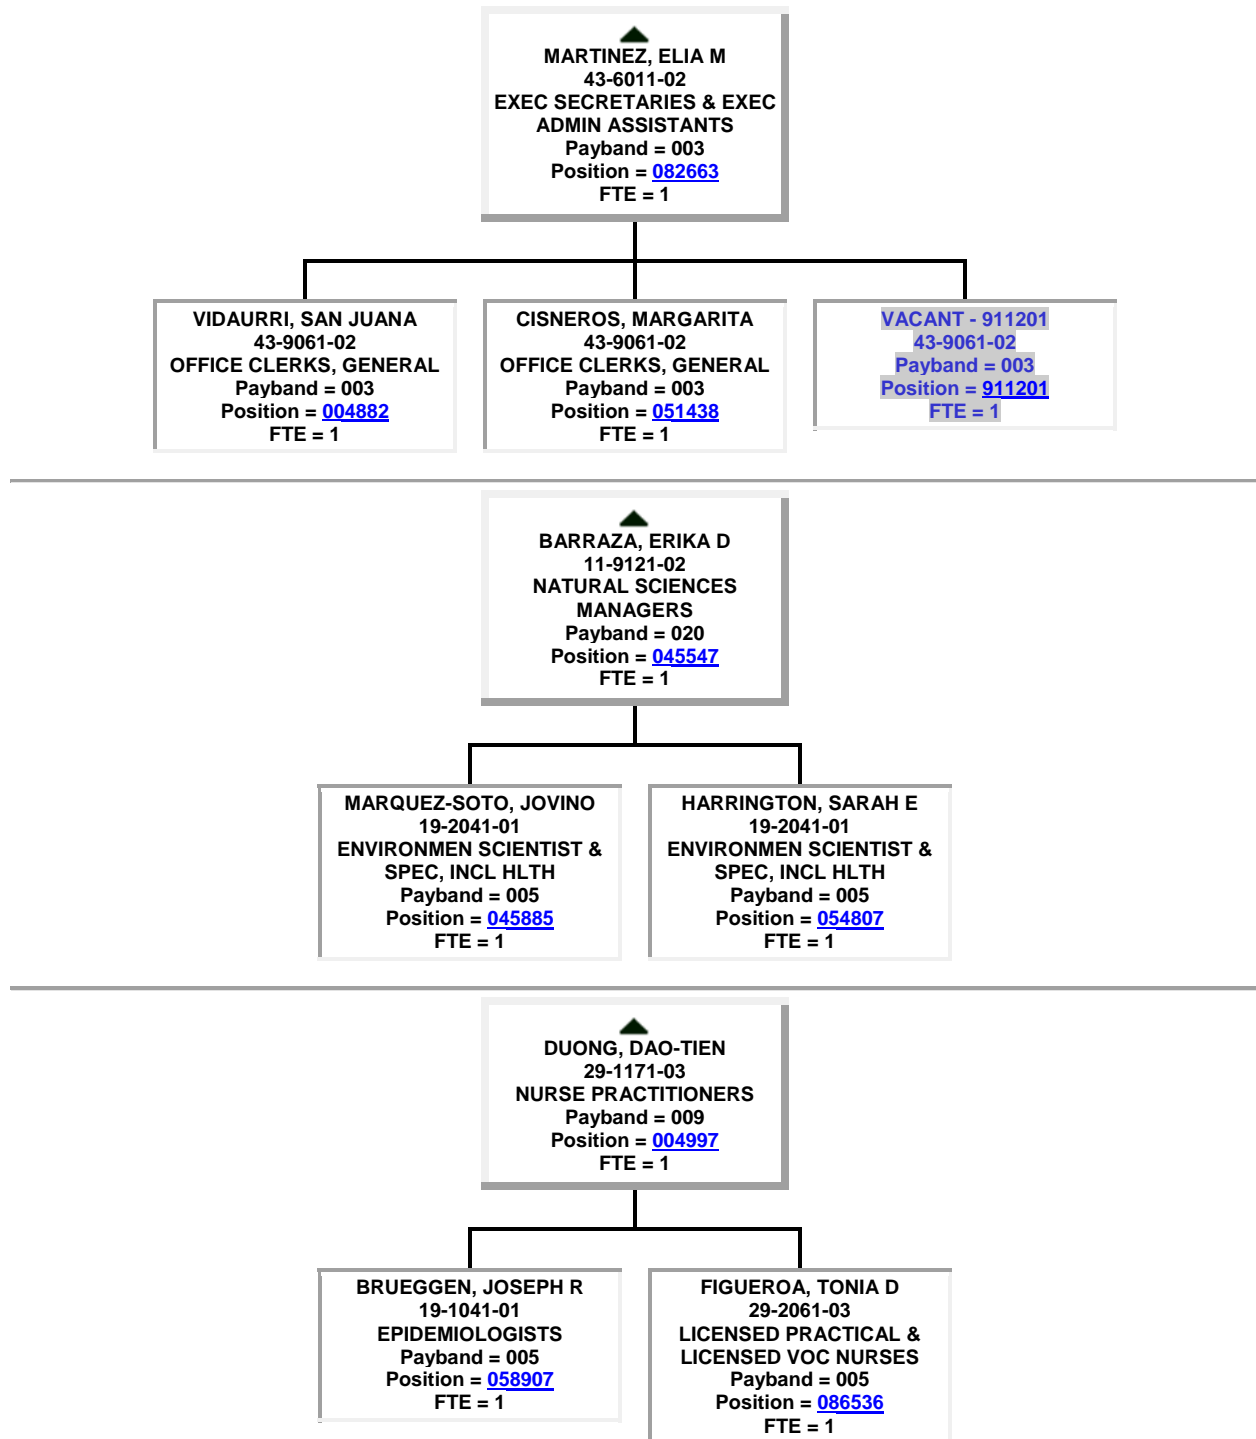 MARTINEZ, ELIA M
43-6011-02
EXEC SECRETARIES & EXEC
ADMIN ASSISTANTS
Payband = 003
Position = 082663
FTE = 1
VIDAURRI, SAN JUANA
43-9061-02
OFFICE CLERKS, GENERAL
Payband = 003
Position = 004882
FTE = 1
CISNEROS, MARGARITA
43-9061-02
OFFICE CLERKS, GENERAL
Payband = 003
Position = 051438
FTE = 1
VACANT - 911201
43-9061-02
Payband = 003
Position = 911201
FTE = 1
BARRAZA, ERIKA D
11-9121-02
NATURAL SCIENCES
MANAGERS
Payband = 020
Position = 045547
FTE = 1
MARQUEZ-SOTO, JOVINO
19-2041-01
ENVIRONMEN SCIENTIST &
SPEC, INCL HLTH
Payband = 005
Position = 045885
FTE = 1
HARRINGTON, SARAH E
19-2041-01
ENVIRONMEN SCIENTIST &
SPEC, INCL HLTH
Payband = 005
Position = 054807
FTE = 1
DUONG, DAO-TIEN
29-1171-03
NURSE PRACTITIONERS
Payband = 009
Position = 004997
FTE = 1
BRUEGGEN, JOSEPH R
19-1041-01
EPIDEMIOLOGISTS
Payband = 005
Position = 058907
FTE = 1
FIGUEROA, TONIA D
29-2061-03
LICENSED PRACTICAL &
LICENSED VOC NURSES
Payband = 005
Position = 086536
FTE = 1